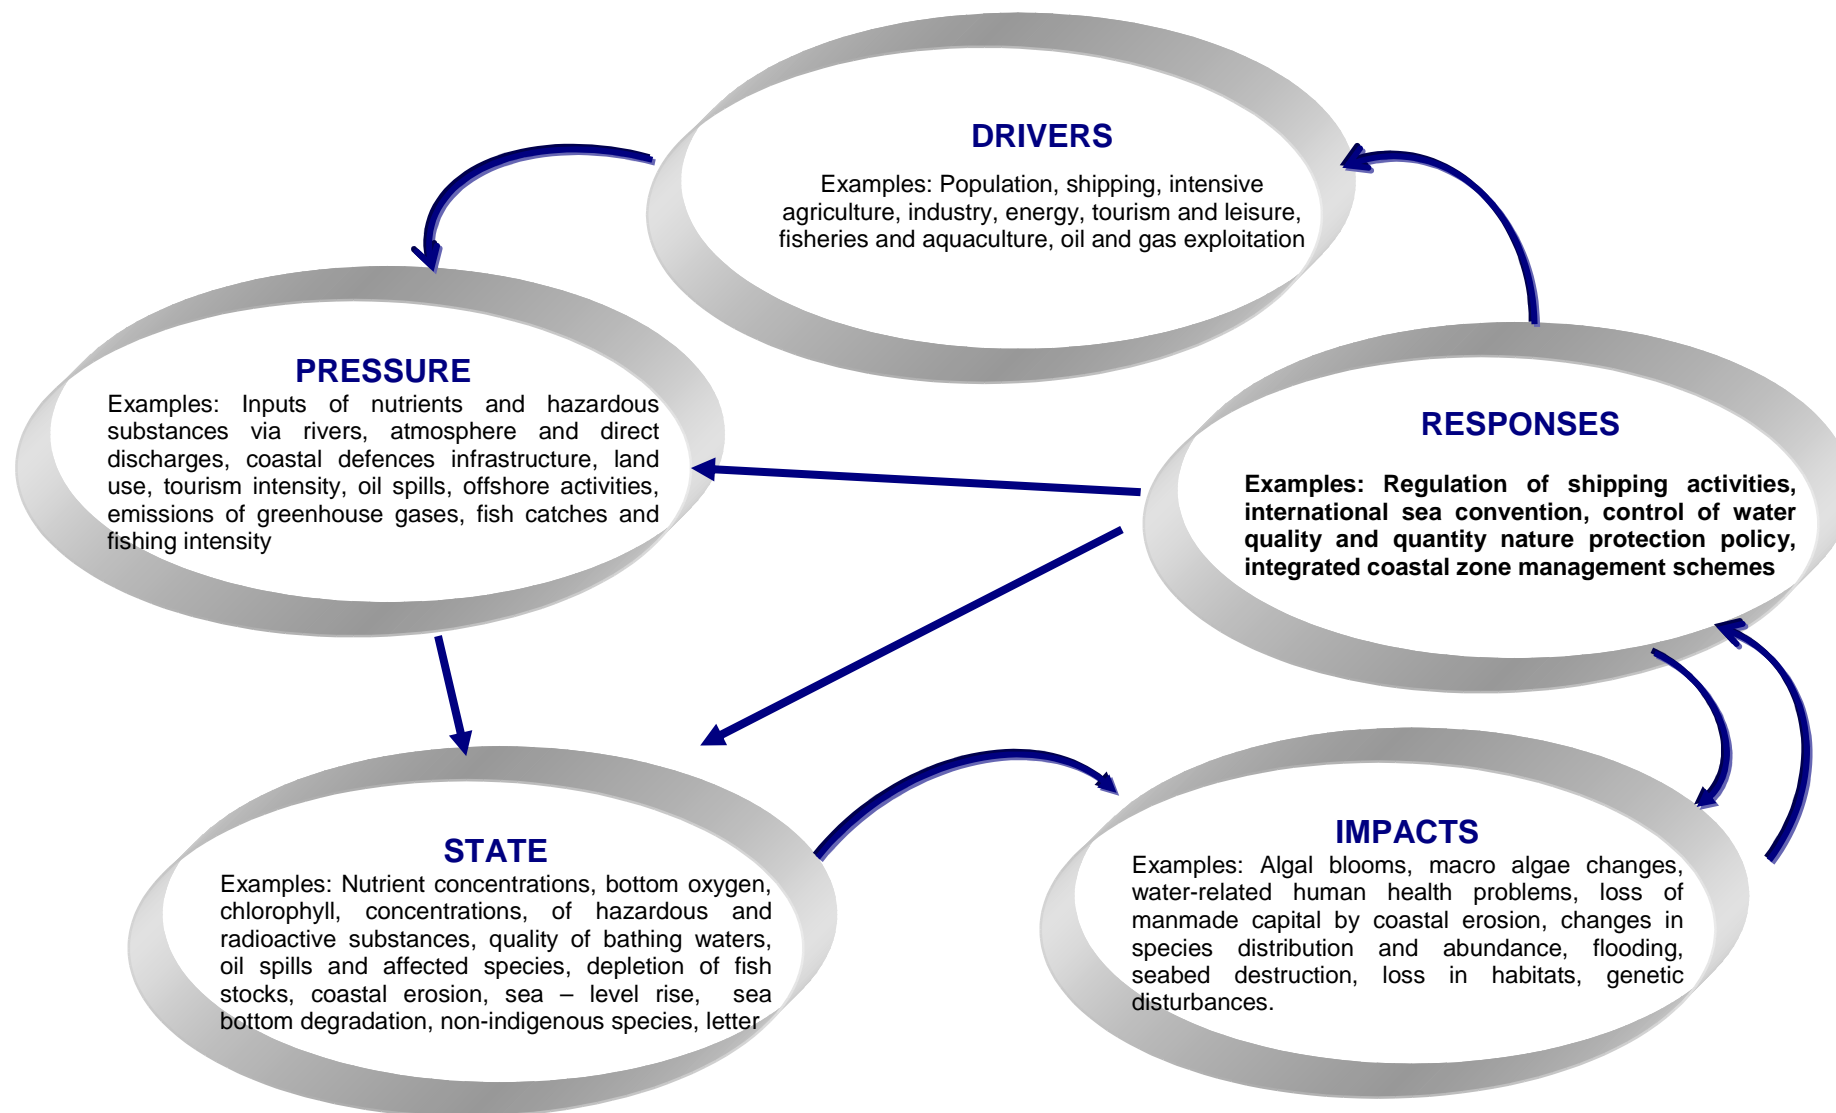 DRIVERS
Examples: Population, shipping, intensive
agriculture, industry, energy, tourism and leisure,
fisheries and aquaculture, oil and gas exploitation
PRESSURE
Examples: Inputs of nutrients and hazardous
substances via rivers, atmosphere and direct
discharges, coastal defences infrastructure, land
use, tourism intensity, oil spills, offshore activities,
emissions of greenhouse gases, fish catches and
fishing intensity
RESPONSES
Examples: Regulation of shipping activities,
international sea convention, control of water
quality and quantity nature protection policy,
integrated coastal zone management schemes
STATE
Examples: Nutrient concentrations, bottom oxygen,
chlorophyll, concentrations, of hazardous and
radioactive substances, quality of bathing waters,
oil spills and affected species, depletion of fish
stocks, coastal erosion, sea – level rise, sea
bottom degradation, non-indigenous species, letter
IMPACTS
Examples: Algal blooms, macro algae changes,
water-related human health problems, loss of
manmade capital by coastal erosion, changes in
species distribution and abundance, flooding,
seabed destruction, loss in habitats, genetic
disturbances.